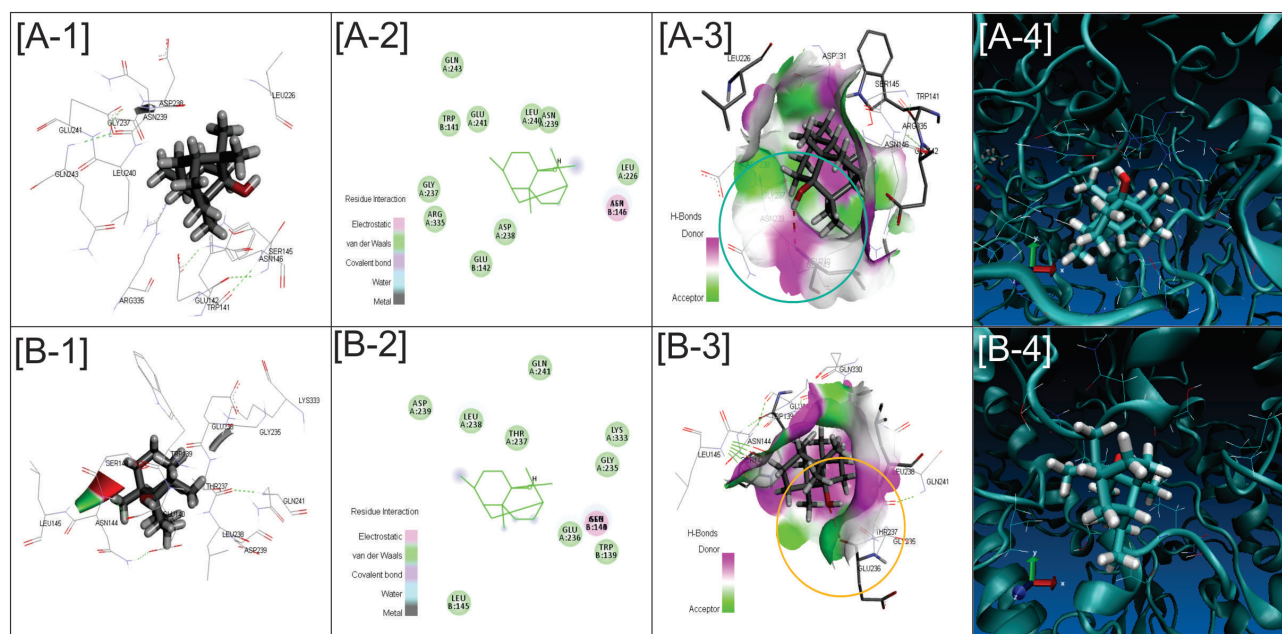 [A-1]
ASP238
LEU226
GLY237
ASN239
GLU241
GLN243
LEU240
SER145
ASN146
ARG335
GLU142
TRP141
[A-2]
GLN
A:243
TRP
B:141
GLU
A:241
LEU
A:240
ASN
A:239
H
LEU
A:226
B:146
GLY
A:237
ARG
A:335
ASP
A:238
GLU
B:142
Residue Interaction
Electrostatic
van der Waals
Covalent bond
Water
Metal
[A-3]
LEU226
SER145
TRP141
ARG335
ASN146
H-Bonds
Donor
Acceptor
[A-4]
x
[B-1]
LYS333
GLY235
THR237
GLN241
LEU145
ASN144
LEU238
ASP239
[B-2]
GLN
A:241
ASP
A:239
LEU
A:238
THR
A:237
LYS
A:333
GLY
A:235
H
GLU
A:236
TRP
B:139
LEU
B:145
Residue Interaction
Electrostatic
van der Waals
Covalent bond
Water
Metal
[B-3]
GLN330
ASN144
LEU145
LEU238
GLN241
THR237
GLU236
H-Bonds
Donor
Acceptor
[B-4]
y
x
z